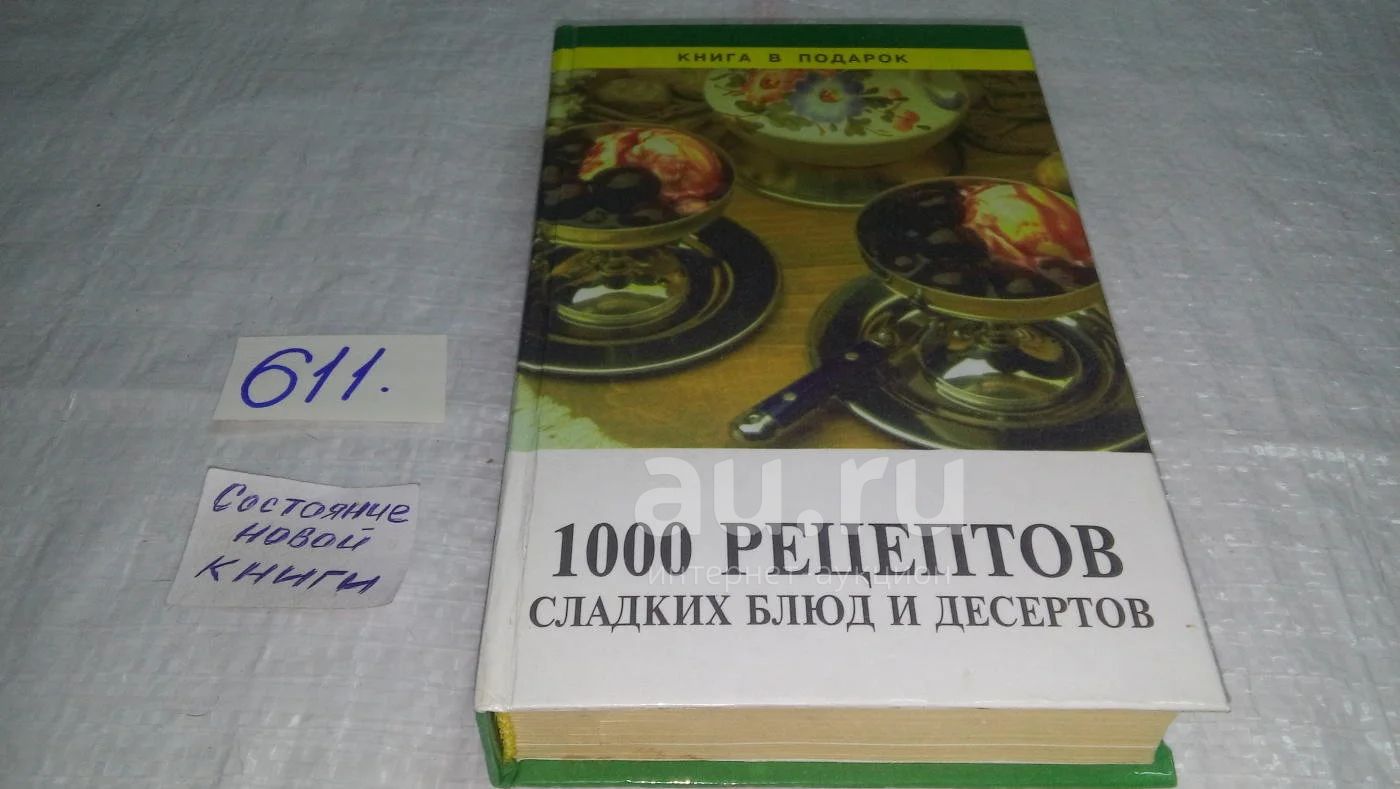 КНИГА В ПОДАРОК
611.
Состояние
новой
книги
au.ru
1000 РЕЦЕПТОВ
интернет-аукцион
СЛАДКИХ БЛЮД И ДЕСЕРТОВ